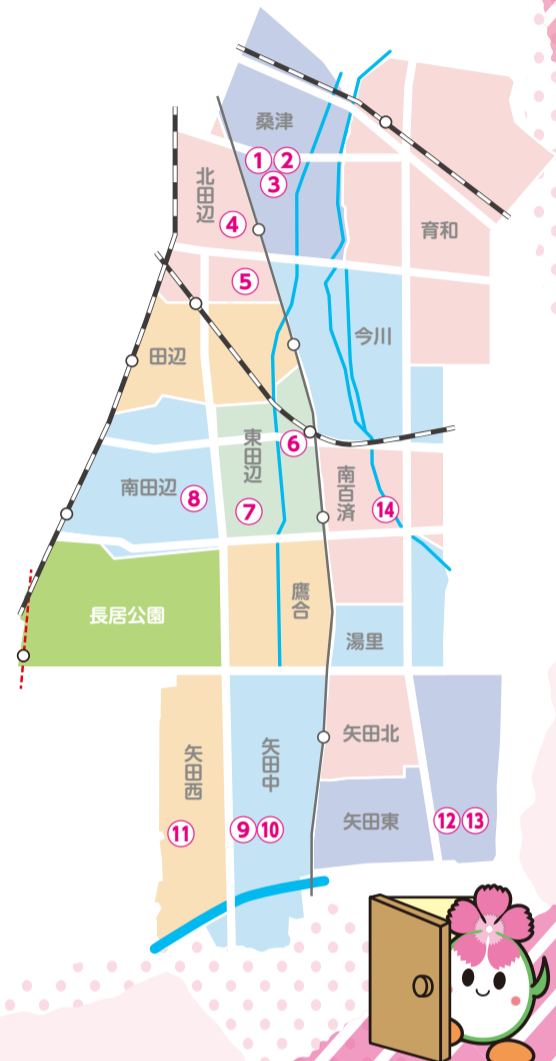 桑津
① ②
③
北田辺
④
育和
⑤
今川
田辺
東田辺
⑥
南田辺
⑧
⑦
南百済
⑭
長居公園
鷹合
湯里
矢田北
矢田西
矢田中
矢田東
⑪
⑨⑩
⑫⑬